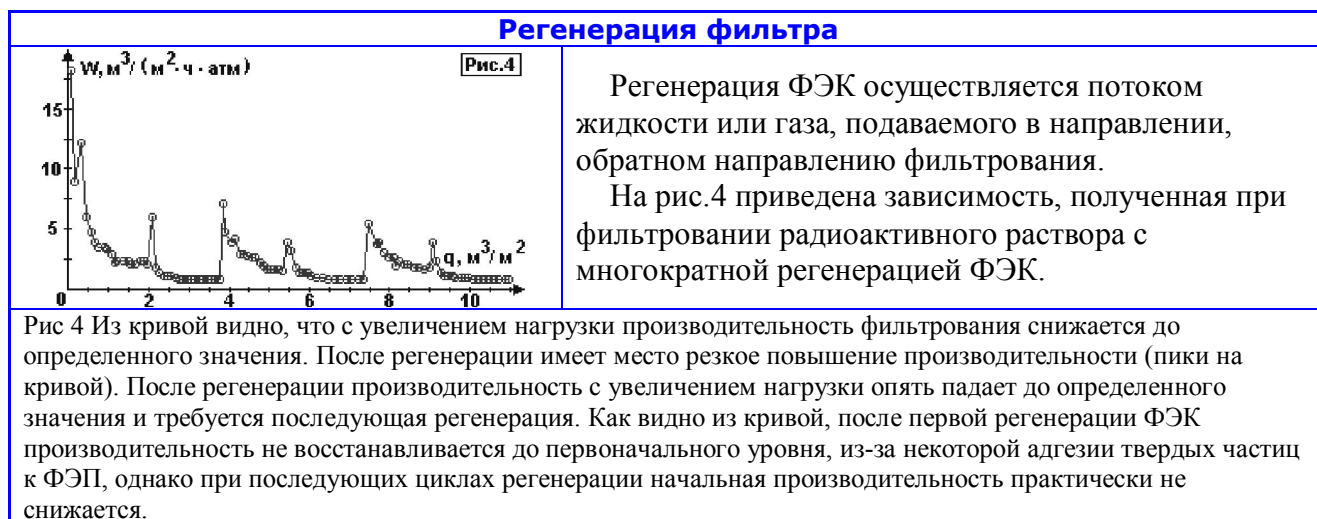 Регенерация фильтра
W, м³/ (м²· ч · атм)
Рис.4
15
10
5
q, м³/ м²
0 2 4 6 8 10
Регенерация ФЭК осуществляется потоком
жидкости или газа, подаваемого в направлении,
обратном направлению фильтрования.
На рис.4 приведена зависимость, полученная при
фильтровании радиоактивного раствора с
многократной регенерацией ФЭК.
Рис 4 Из кривой видно, что с увеличением нагрузки производительность фильтрования снижается до
определенного значения. После регенерации имеет место резкое повышение производительности (пики на
кривой). После регенерации производительность с увеличением нагрузки опять падает до определенного
значения и требуется последующая регенерация. Как видно из кривой, после первой регенерации ФЭК
производительность не восстанавливается до первоначального уровня, из-за некоторой адгезии твердых частиц
к ФЭП, однако при последующих циклах регенерации начальная производительность практически не
снижается.